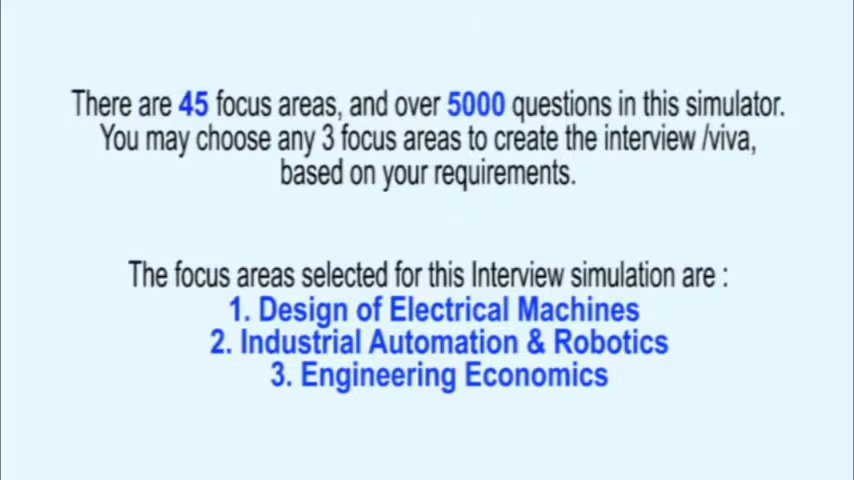 There are 45 focus areas, and over 5000 questions in this simulator.
You may choose any 3 focus areas to create the interview /viva,
based on your requirements.
The focus areas selected for this Interview simulation are :
1. Design of Electrical Machines
2. Industrial Automation & Robotics
3. Engineering Economics